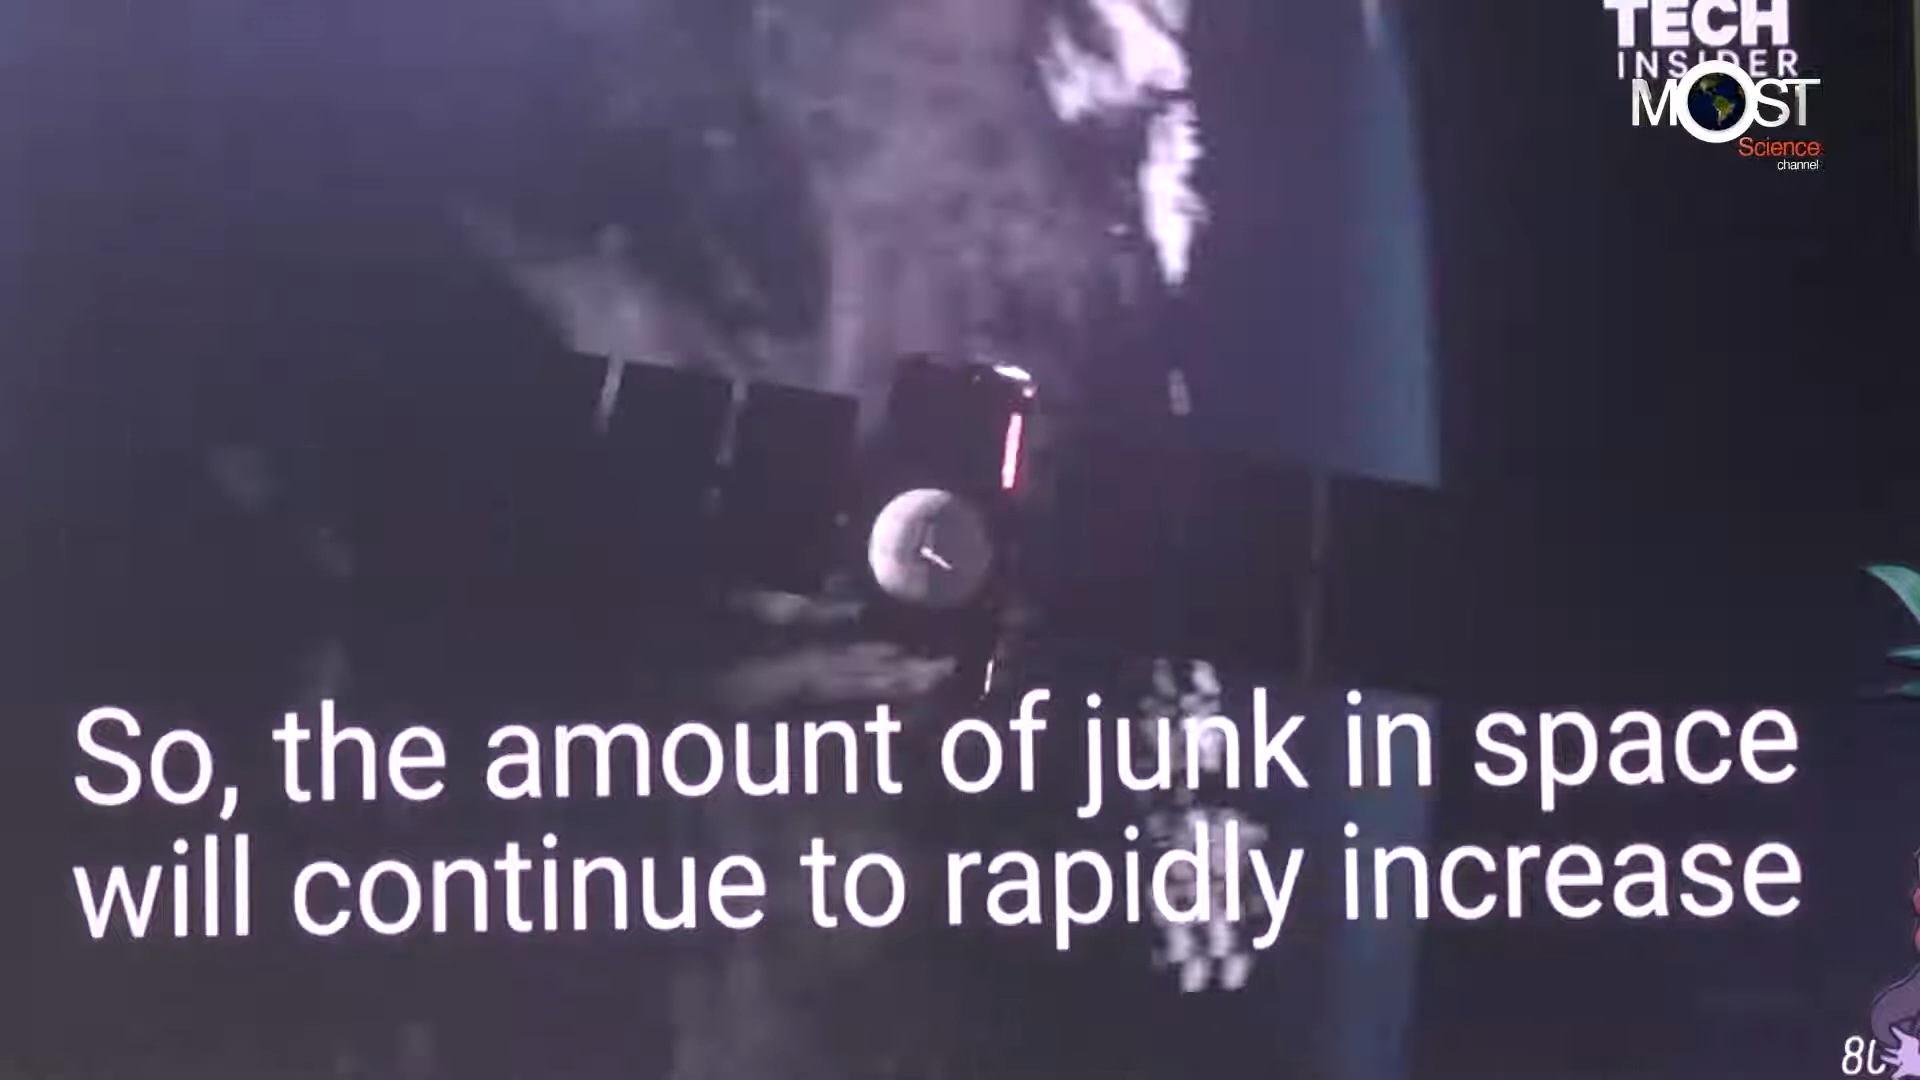 TECH
INSIDER
MOST
Science
channel
So, the amount of junk in space
will continue to rapidly increase